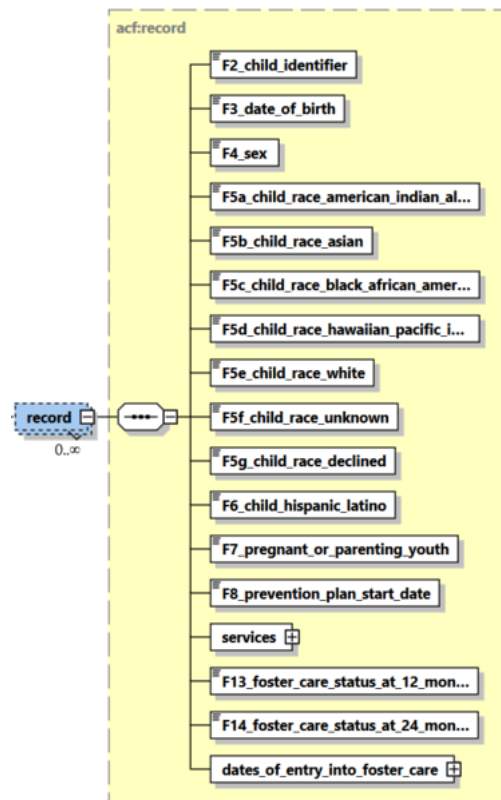 acf:record
F2_child_identifier
F3_date_of_birth
F4_sex
F5a_child_race_american_indian_al...
F5b_child_race_asian
F5c_child_race_black_african_amer...
F5d_child_race_hawaiian_pacific_i...
F5e_child_race_white
record
F5f_child_race_unknown
0..∞
F5g_child_race_declined
F6_child_hispanic_latino
F7_pregnant_or_parenting_youth
F8_prevention_plan_start_date
services
F13_foster_care_status_at_12_mon...
F14_foster_care_status_at_24_mon...
dates_of_entry_into_foster_care